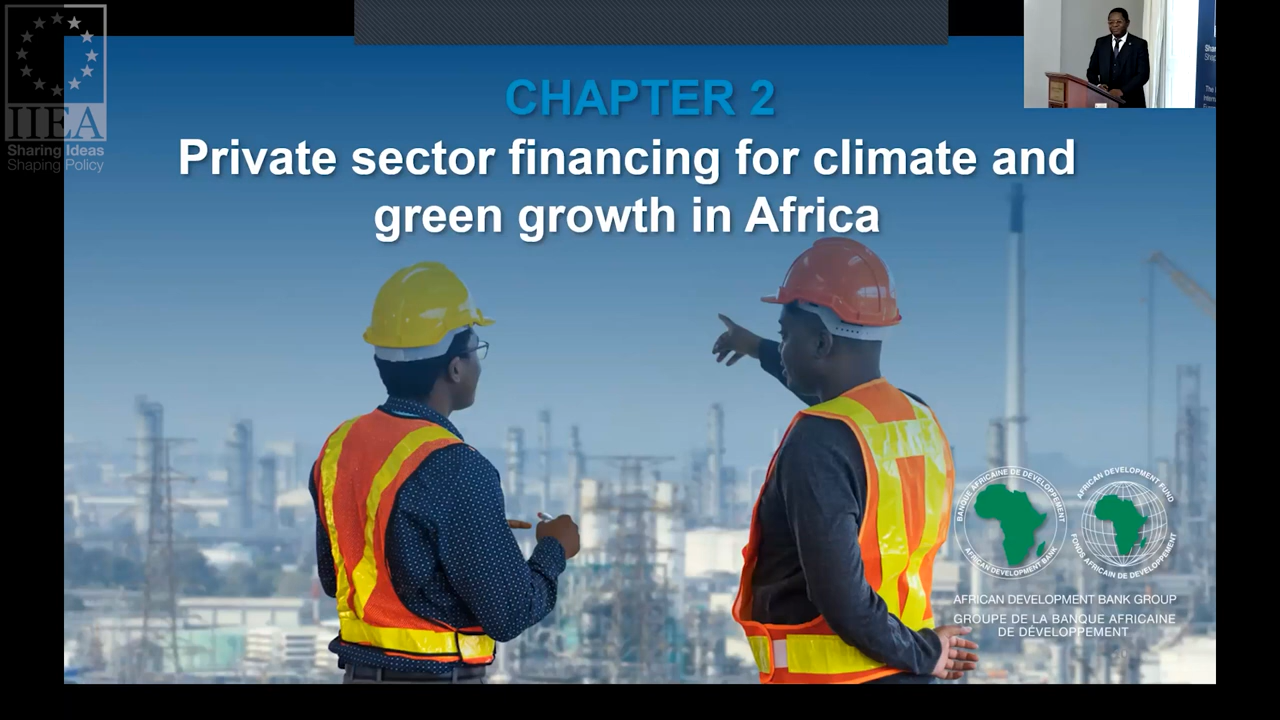 IIEA
Sharing Ideas
Shaping Policy
CHAPTER 2
Private sector financing for climate and
green growth in Africa
BANQUE AFRICAINE DE DÉVELOPPEMENT
AFRICAN DEVELOPMENT BANK
AFRICAN DEVELOPMENT FUND
FONDS AFRICAIN DE DÉVELOPPEMENT
AFRICAN DEVELOPMENT BANK GROUP
GROUPE DE LA BANQUE AFRICAINE
DE DÉVELOPPEMENT